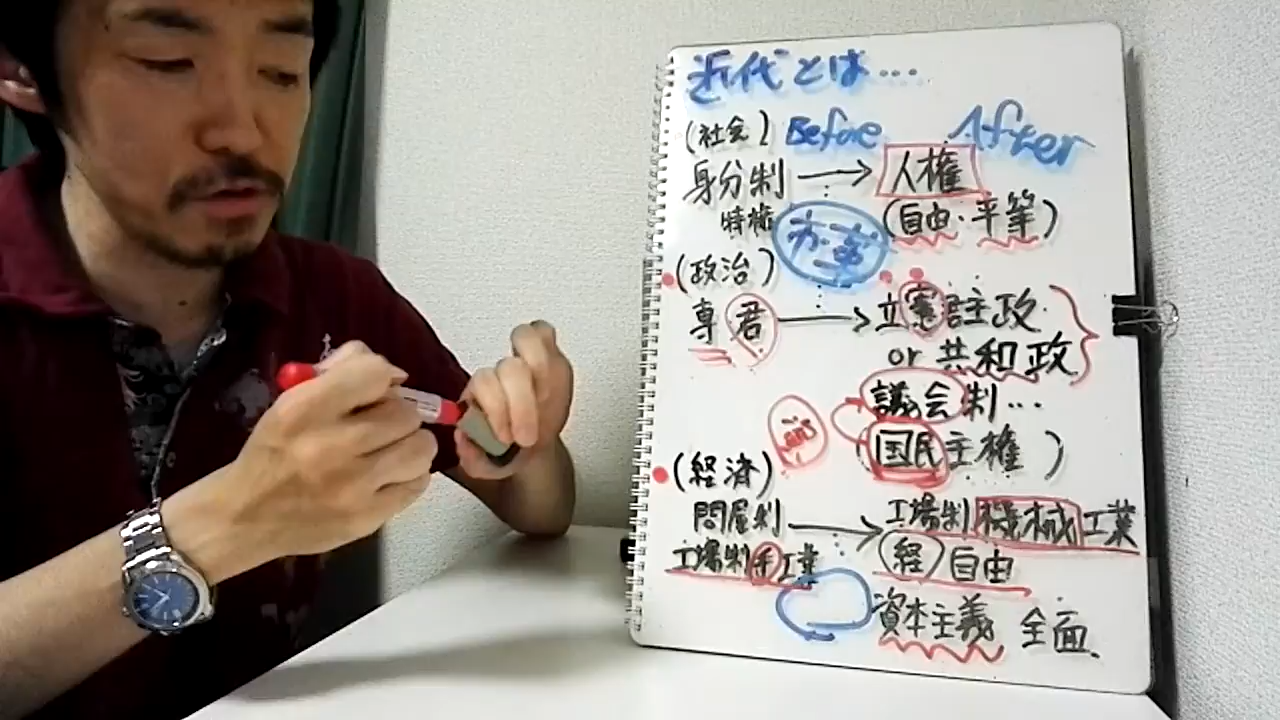 近代とは…
(社会) Before After
身分制 → 人権
特権 (自由・平等)
市・革
(政治)
専君 → 立憲君主政
or 共和政
議会制…
国民主権)
(経済)
問屋制 → 工場制機械工業
工場制手工業 (経)自由
資本主義 全面